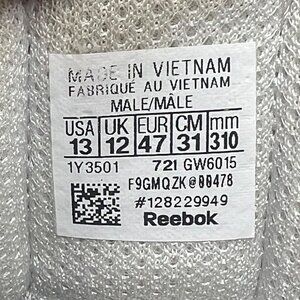 MADE IN VIETNAM
FABRIQUÉ AU VIETNAM
MALE/MÂLE
USA UK EUR CM mm
13 12 47 31 310
1Y3501 721 GW6015
F9GMQZK@00478
#128229949
Reebok